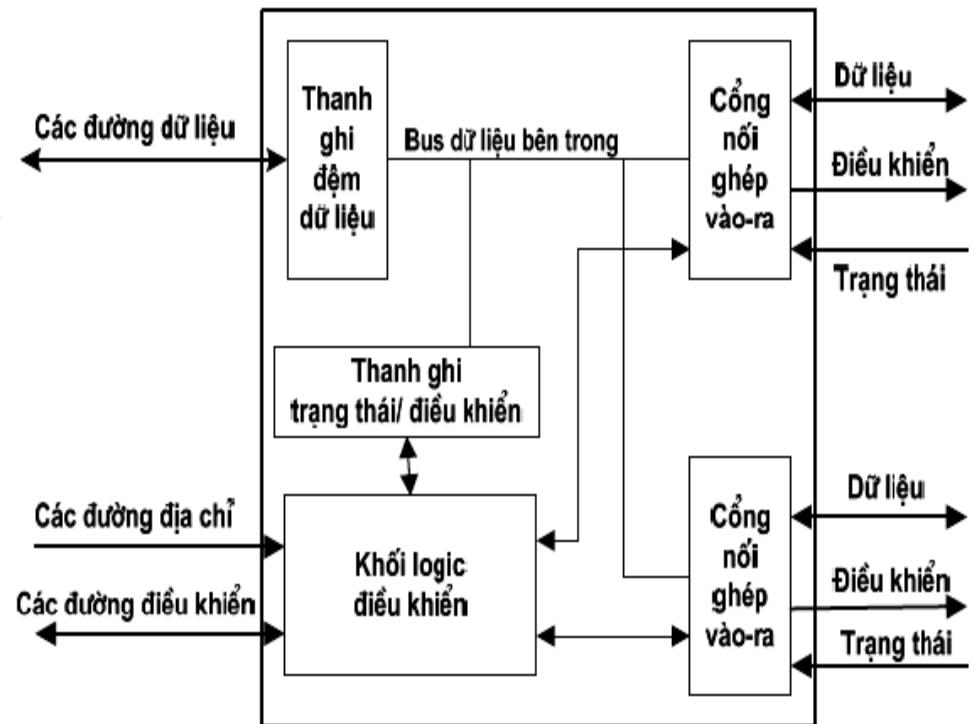 Các đường dữ liệu
Thanh
ghi
đệm
dữ liệu
Bus dữ liệu bên trong
Cổng
nối
ghép
vào-ra
Dữ liệu
Điều khiển
Trạng thái
Thanh ghi
trạng thái/ điều khiển
Các đường địa chỉ
Các đường điều khiển
Khối logic
điều khiển
Cổng
nối
ghép
vào-ra
Dữ liệu
Điều khiển
Trạng thái